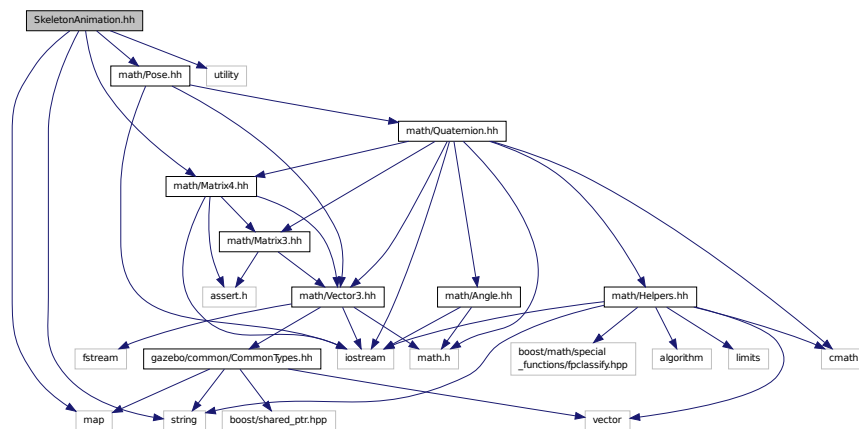 SkeletonAnimation.hh
math/Pose.hh
utility
math/Quaternion.hh
math/Matrix4.hh
math/Matrix3.hh
assert.h
math/Vector3.hh
math/Angle.hh
math/Helpers.hh
fstream
gazebo/common/CommonTypes.hh
iostream
math.h
boost/math/special
_functions/fpclassify.hpp
algorithm
limits
cmath
map
string
boost/shared_ptr.hpp
vector